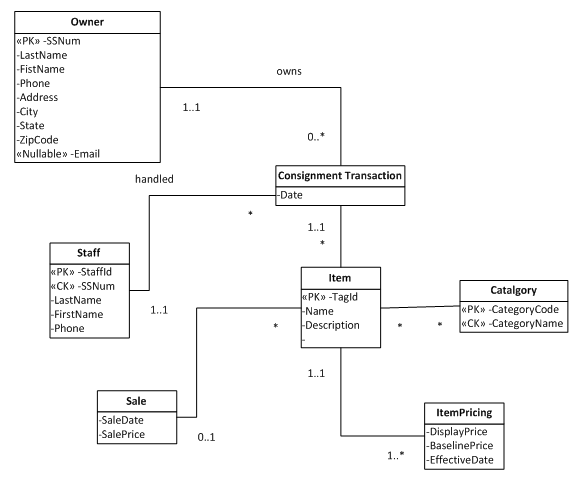 Owner
«PK» -SSNum
-LastName
-FistName
-Phone
-Address
-City
-State
-ZipCode
«Nullable» -Email
owns
1..1
0..*
handled
Consignment Transaction
-Date
*
1..1
*
Staff
«PK» -StaffId
«CK» -SSNum
-LastName
-FirstName
-Phone
1..1
Item
«PK» -TagId
-Name
-Description
-
*
*
*
Catalgory
«PK» -CategoryCode
«CK» -CategoryName
1..1
Sale
-SaleDate
-SalePrice
0..1
ItemPricing
-DisplayPrice
-BaselinePrice
-EffectiveDate
1..*